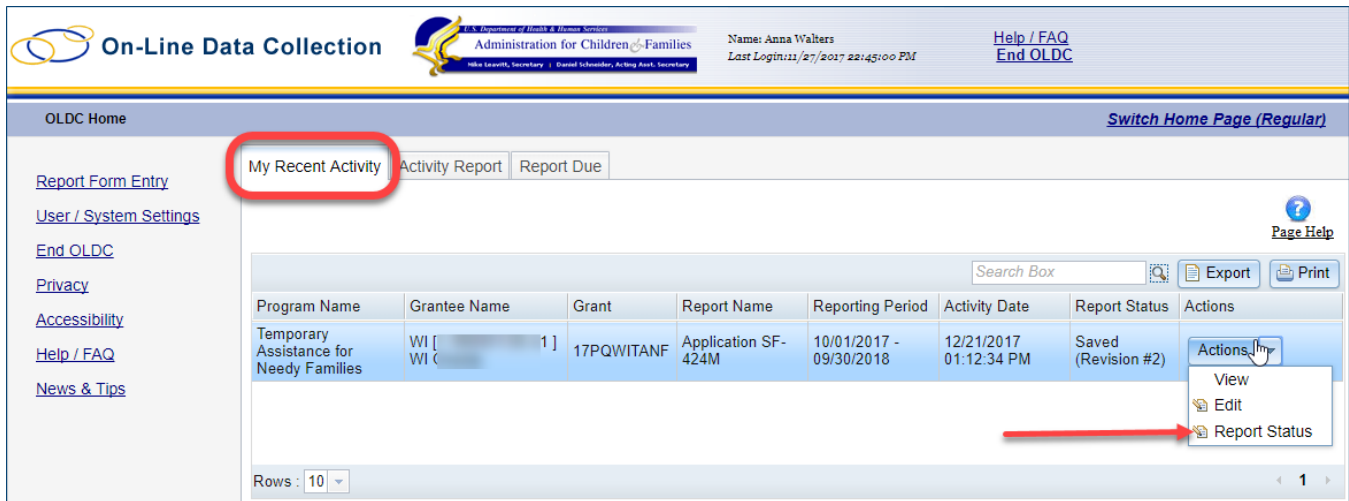 On-Line Data Collection
U.S. Department of Health & Human Services
Administration for Children & Families
Mike Leavitt, Secretary | Daniel Schneider, Acting Asst. Secretary
Name: Anna Walters
Last Login:11/27/2017 22:45:00 PM
Help / FAQ
End OLDC
OLDC Home
Switch Home Page (Regular)
Report Form Entry
User / System Settings
End OLDC
Privacy
Accessibility
Help / FAQ
News & Tips
My Recent Activity
Activity Report
Report Due
Page Help
Search Box
Export
Print
Program Name
Grantee Name
Grant
Report Name
Reporting Period
Activity Date
Report Status
Actions
Temporary
Assistance for
Needy Families
WI [ 1 ]
WI
17PQWITANF
Application SF-
424M
10/01/2017 -
09/30/2018
12/21/2017
01:12:34 PM
Saved
(Revision #2)
Actions
View
Edit
Report Status
Rows : 10
1